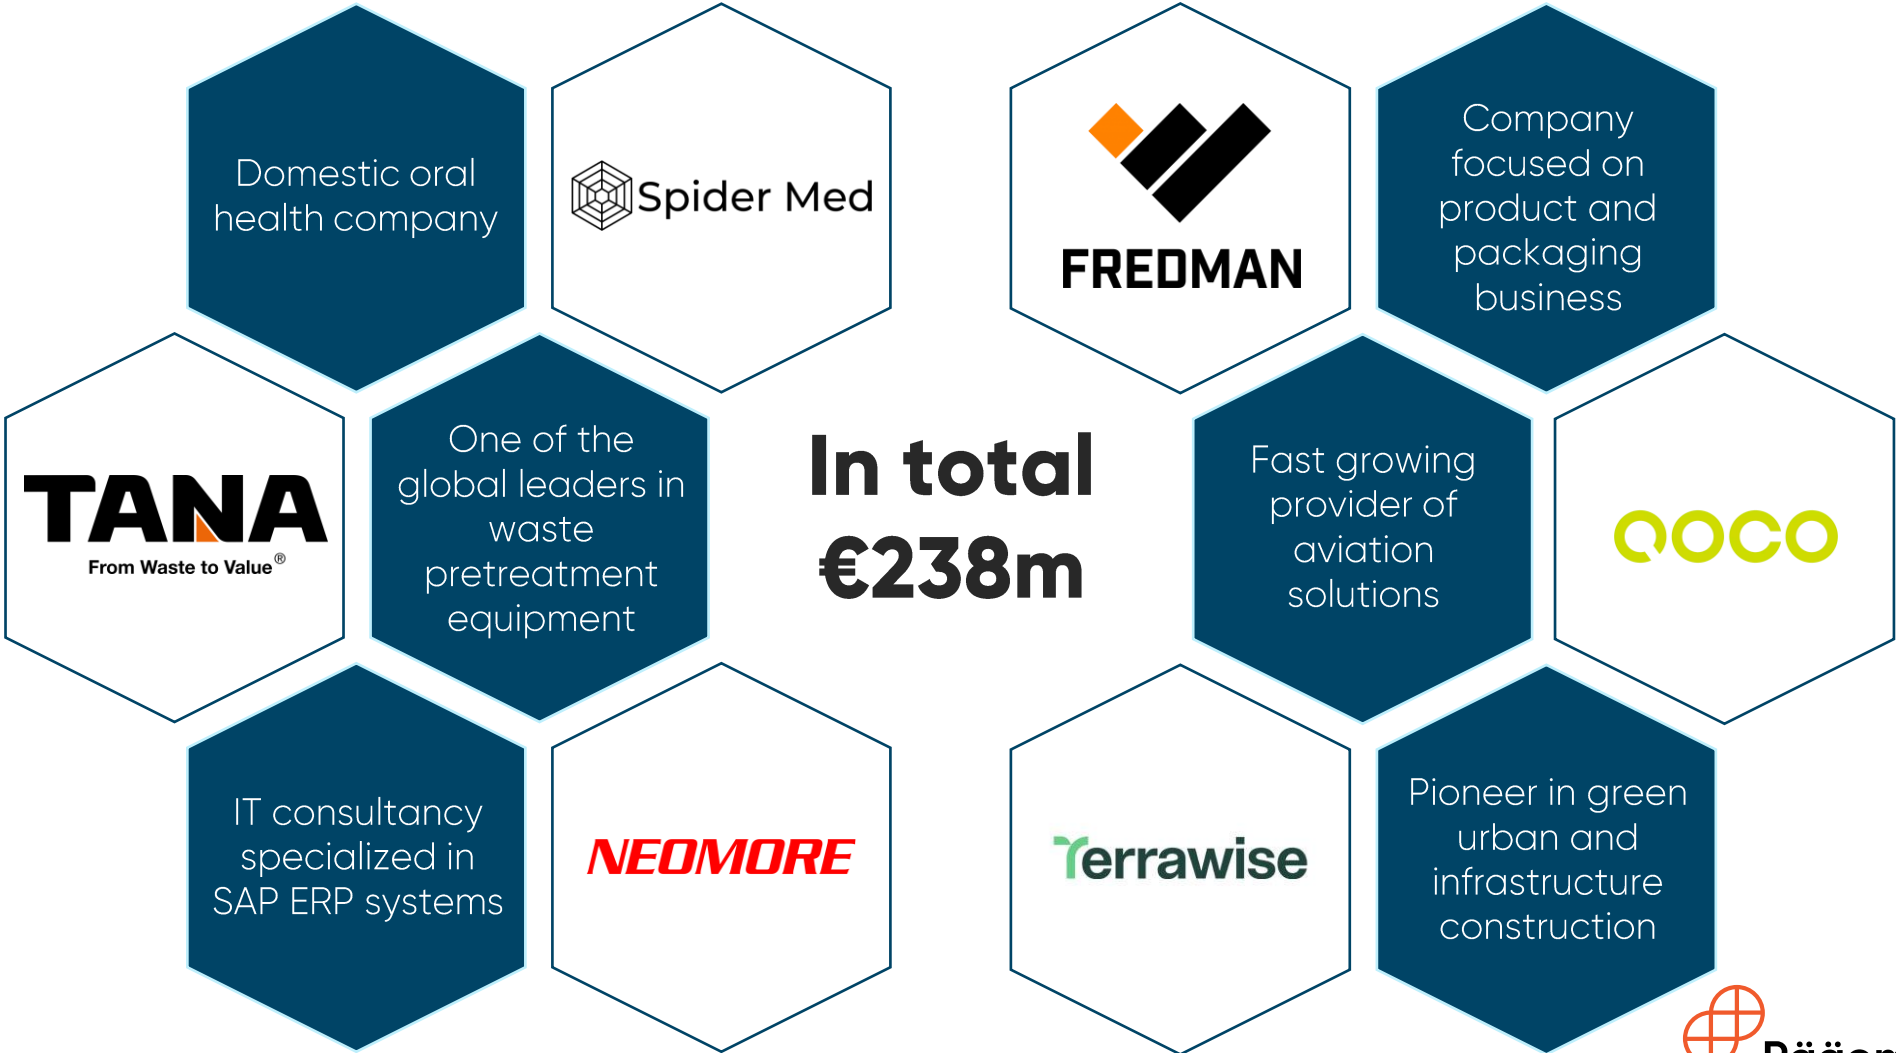 Domestic oral
health company
Spider Med
FREDMAN
Company
focused on
product and
packaging
business
TANA
From Waste to Value®
One of the
global leaders in
waste
pretreatment
equipment
In total
€238m
Fast growing
provider of
aviation
solutions
QOCO
IT consultancy
specialized in
SAP ERP systems
NEOMORE
Terrawise
Pioneer in green
urban and
infrastructure
construction